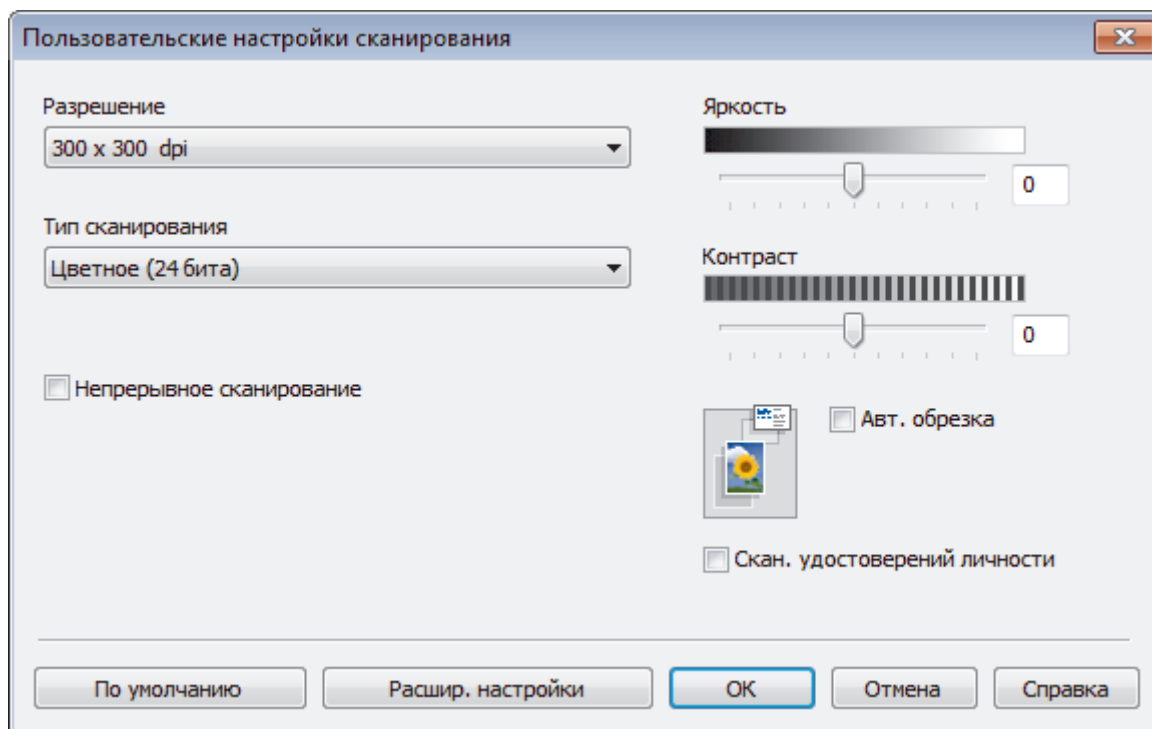 Пользовательские настройки сканирования
Разрешение
300 x 300 dpi
Тип сканирования
Цветное (24 бита)
Непрерывное сканирование
Яркость
0
Контраст
0
Авт. обрезка
Скан. удостоверений личности
По умолчанию
Расшир. настройки
OK
Отмена
Справка